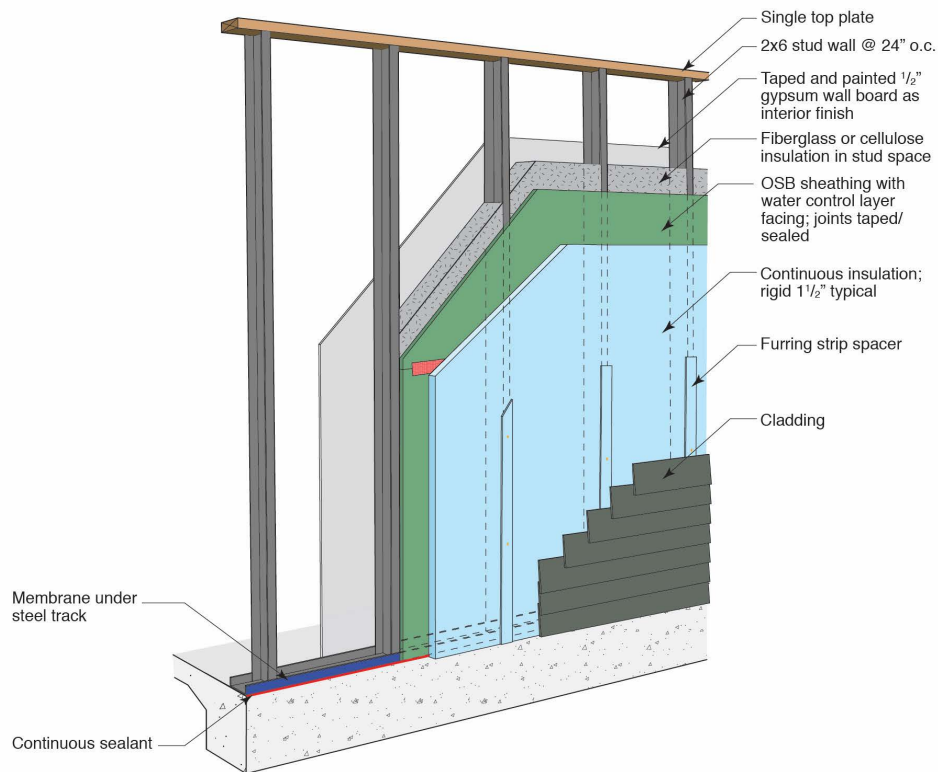 Single top plate
2x6 stud wall @ 24” o.c.
Taped and painted 1/2”
gypsum wall board as
interior finish
Fiberglass or cellulose
insulation in stud space
OSB sheathing with
water control layer
facing; joints taped/
sealed
Continuous insulation;
rigid 11/2” typical
Furring strip spacer
Cladding
Membrane under
steel track
Continuous sealant